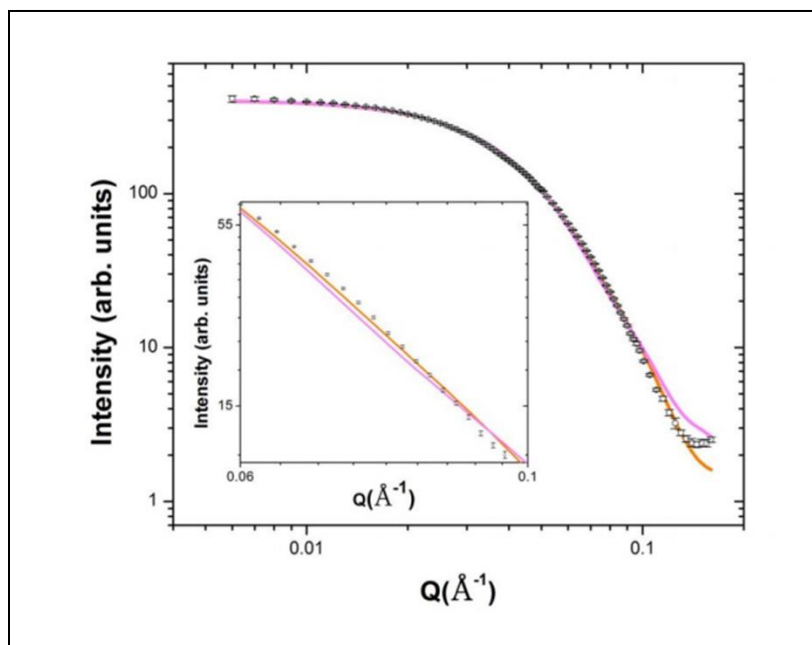 Intensity (arb. units)
100
10
1
0.01
0.1
Q(Å⁻¹)
Intensity (arb. units)
55
15
0.06
0.1
Q(Å⁻¹)